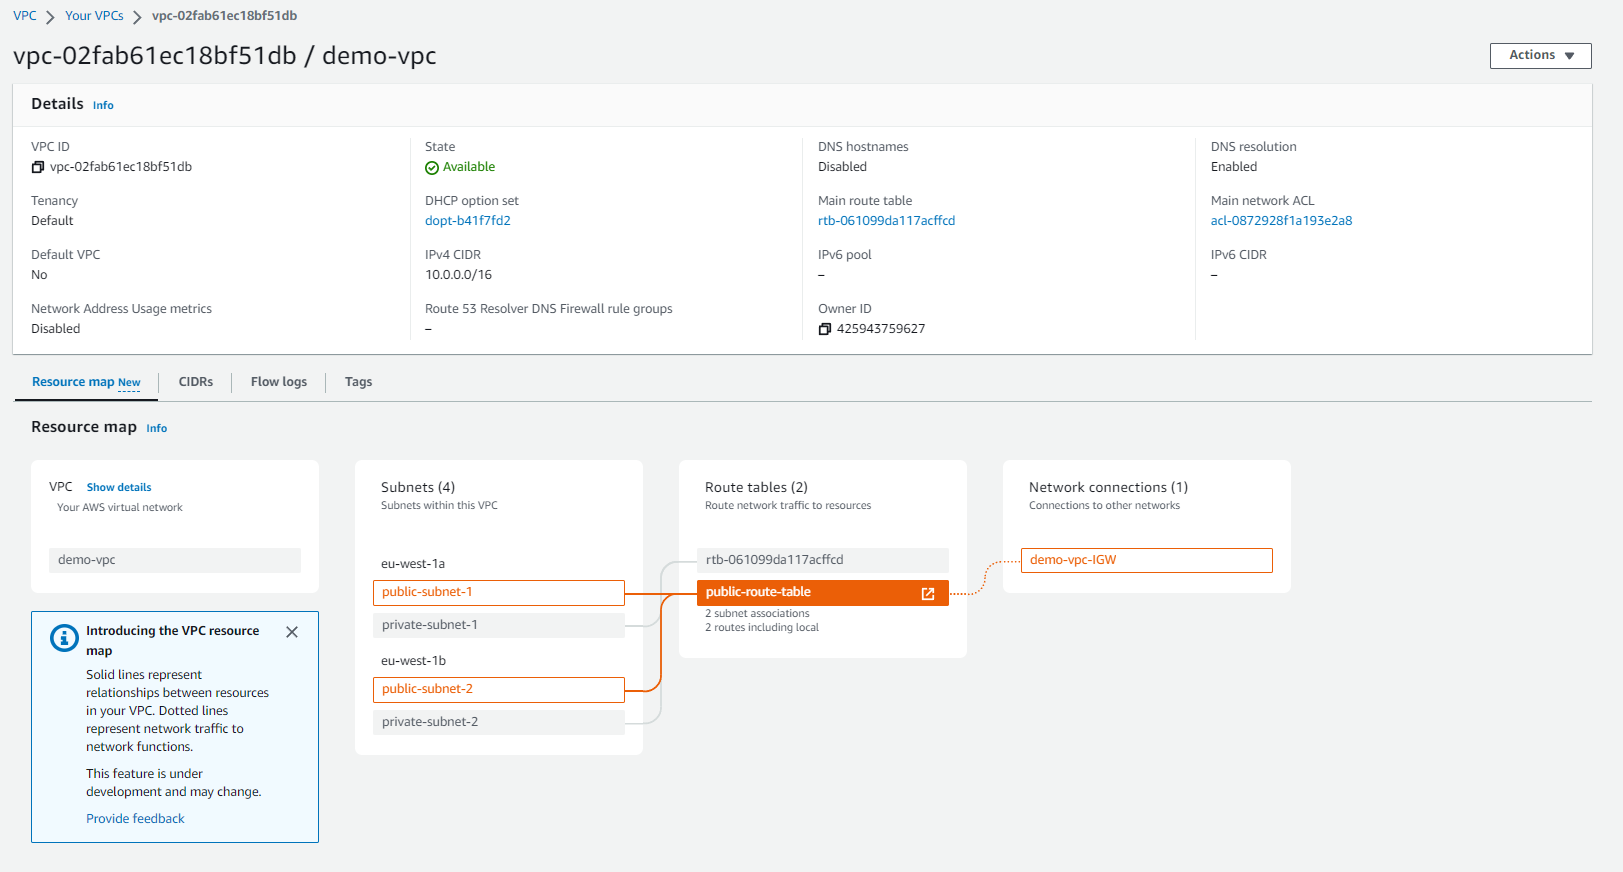 VPC > Your VPCs > vpc-02fab61ec18bf51db
vpc-02fab61ec18bf51db / demo-vpc
Actions
Details Info
VPC ID
vpc-02fab61ec18bf51db
State
Available
DNS hostnames
Disabled
DNS resolution
Enabled
Tenancy
Default
DHCP option set
dopt-b41f7fd2
Main route table
rtb-061099da117acffcd
Main network ACL
acl-0872928f1a193e2a8
Default VPC
No
IPv4 CIDR
10.0.0.0/16
IPv6 pool
–
IPv6 CIDR
–
Network Address Usage metrics
Disabled
Route 53 Resolver DNS Firewall rule groups
–
Owner ID
425943759627
Resource map New
CIDRs
Flow logs
Tags
Resource map Info
VPC Show details
Your AWS virtual network
demo-vpc
Introducing the VPC resource
map
Solid lines represent
relationships between resources
in your VPC. Dotted lines
represent network traffic to
network functions.
This feature is under
development and may change.
Provide feedback
Subnets (4)
Subnets within this VPC
eu-west-1a
public-subnet-1
private-subnet-1
eu-west-1b
public-subnet-2
private-subnet-2
Route tables (2)
Route network traffic to resources
rtb-061099da117acffcd
public-route-table
2 subnet associations
2 routes including local
Network connections (1)
Connections to other networks
demo-vpc-IGW